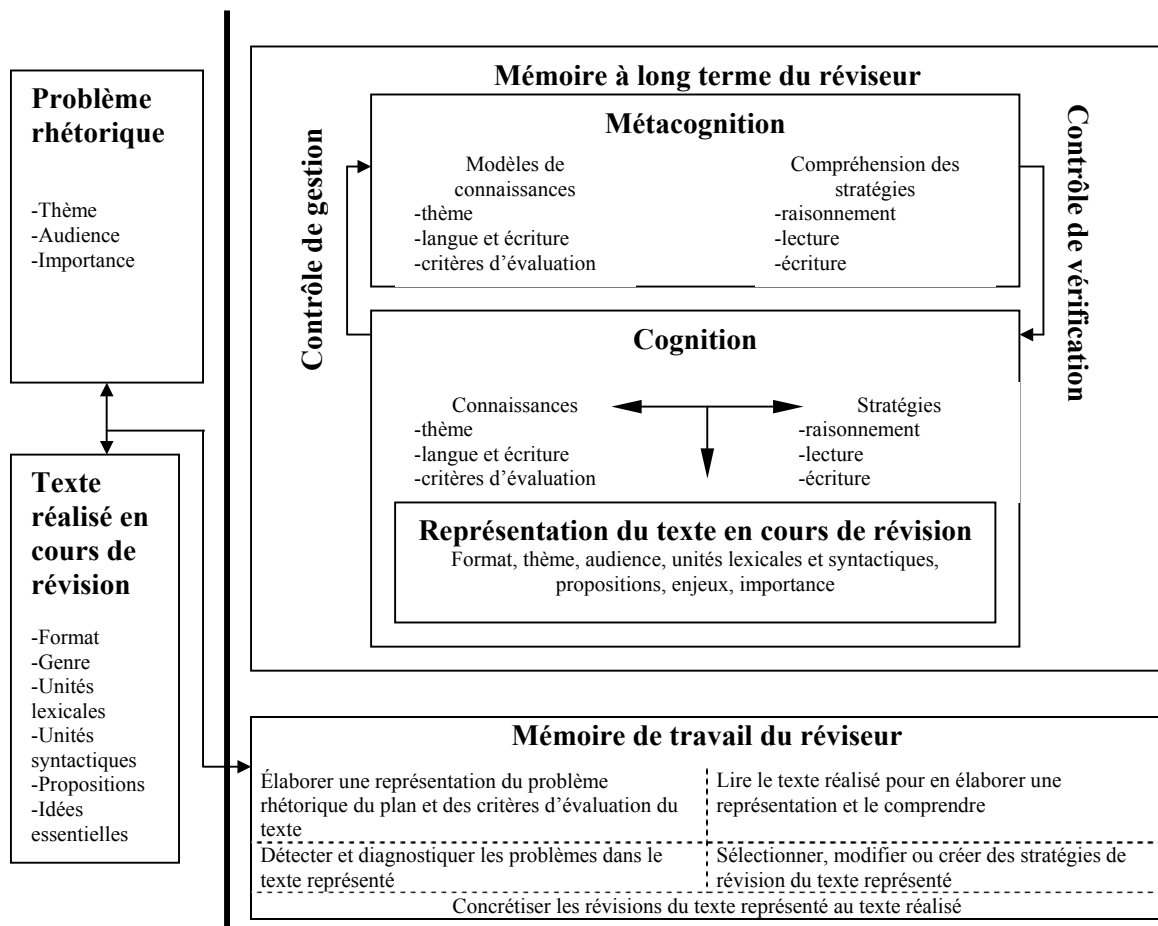 Problème
rhétorique
-Thème
-Audience
-Importance
Texte
réalisé en
cours de
révision
-Format
-Genre
-Unités
lexicales
-Unités
syntactiques
-Propositions
-Idées
essentielles
Mémoire à long terme du réviseur
Contrôle de gestion
Contrôle de vérification
Métacognition
Modèles de
connaissances
-thème
-langue et écriture
-critères d’évaluation
Compréhension des
stratégies
-raisonnement
-lecture
-écriture
Cognition
Connaissances
-thème
-langue et écriture
-critères d’évaluation
Stratégies
-raisonnement
-lecture
-écriture
Représentation du texte en cours de révision
Format, thème, audience, unités lexicales et syntactiques,
propositions, enjeux, importance
Mémoire de travail du réviseur
Élaborer une représentation du problème
rhétorique du plan et des critères d’évaluation du
texte
Lire le texte réalisé pour en élaborer une
représentation et le comprendre
Détecter et diagnostiquer les problèmes dans le
texte représenté
Sélectionner, modifier ou créer des stratégies de
révision du texte représenté
Concrétiser les révisions du texte représenté au texte réalisé